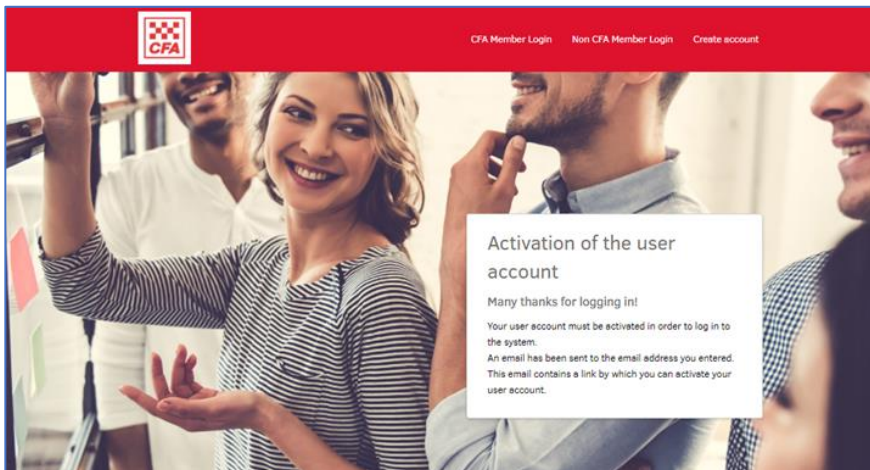 CFA
CFA Member Login Non CFA Member Login Create account
Activation of the user
account
Many thanks for logging in!
Your user account must be activated in order to log in to
the system.
An email has been sent to the email address you entered.
This email contains a link by which you can activate your
user account.